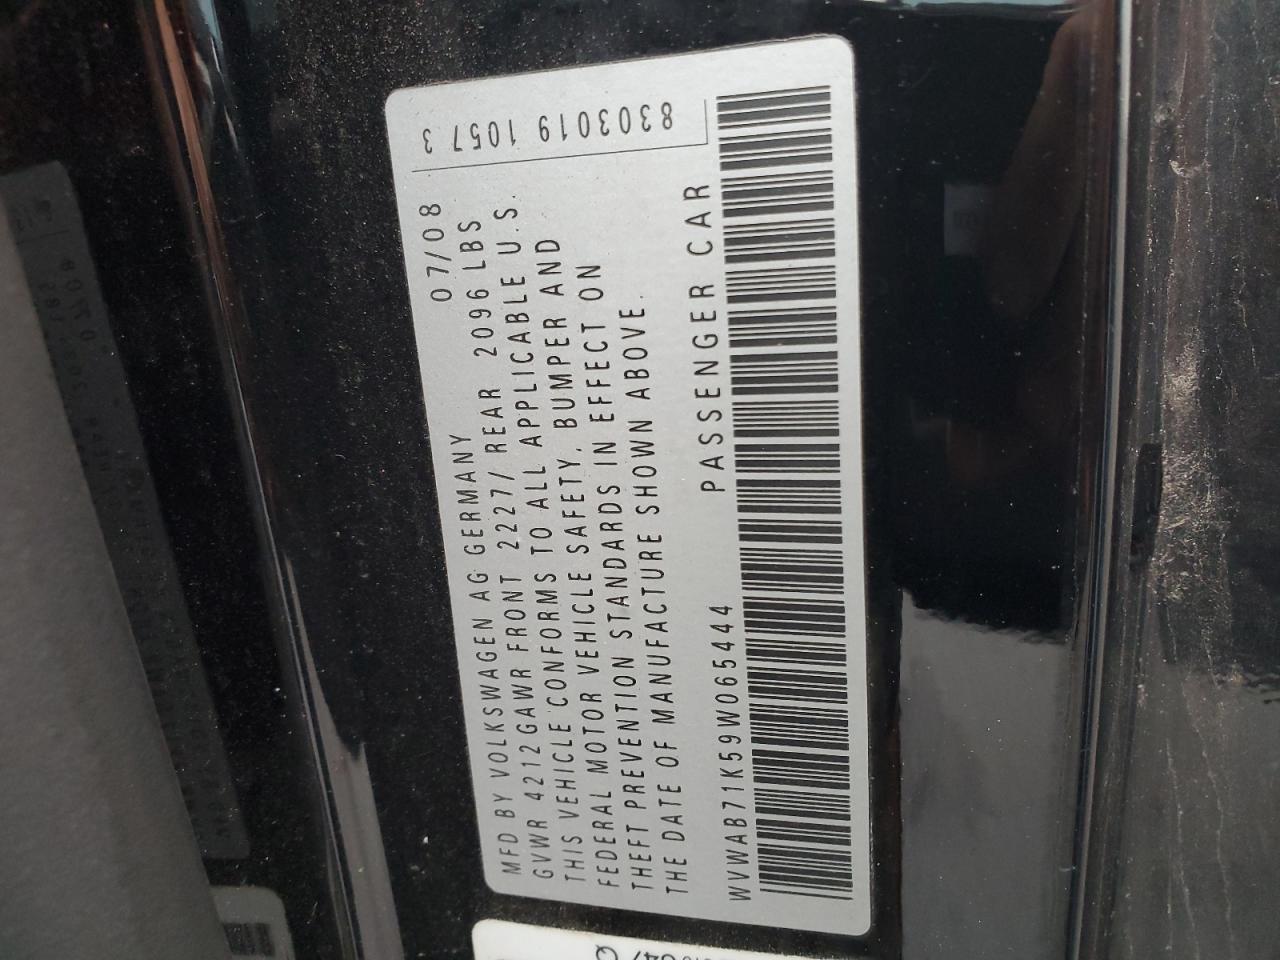 MFD BY VOLKSWAGEN AG GERMANY 07/08
GVWR 4212 GAWR FRONT 2227/ REAR 2096 LBS
THIS VEHICLE CONFORMS TO ALL APPLICABLE U.S.
FEDERAL MOTOR VEHICLE SAFETY, BUMPER AND
THEFT PREVENTION STANDARDS IN EFFECT ON
THE DATE OF MANUFACTURE SHOWN ABOVE.
PASSENGER CAR
WVWAB71K59W065444
8303019 1057 3